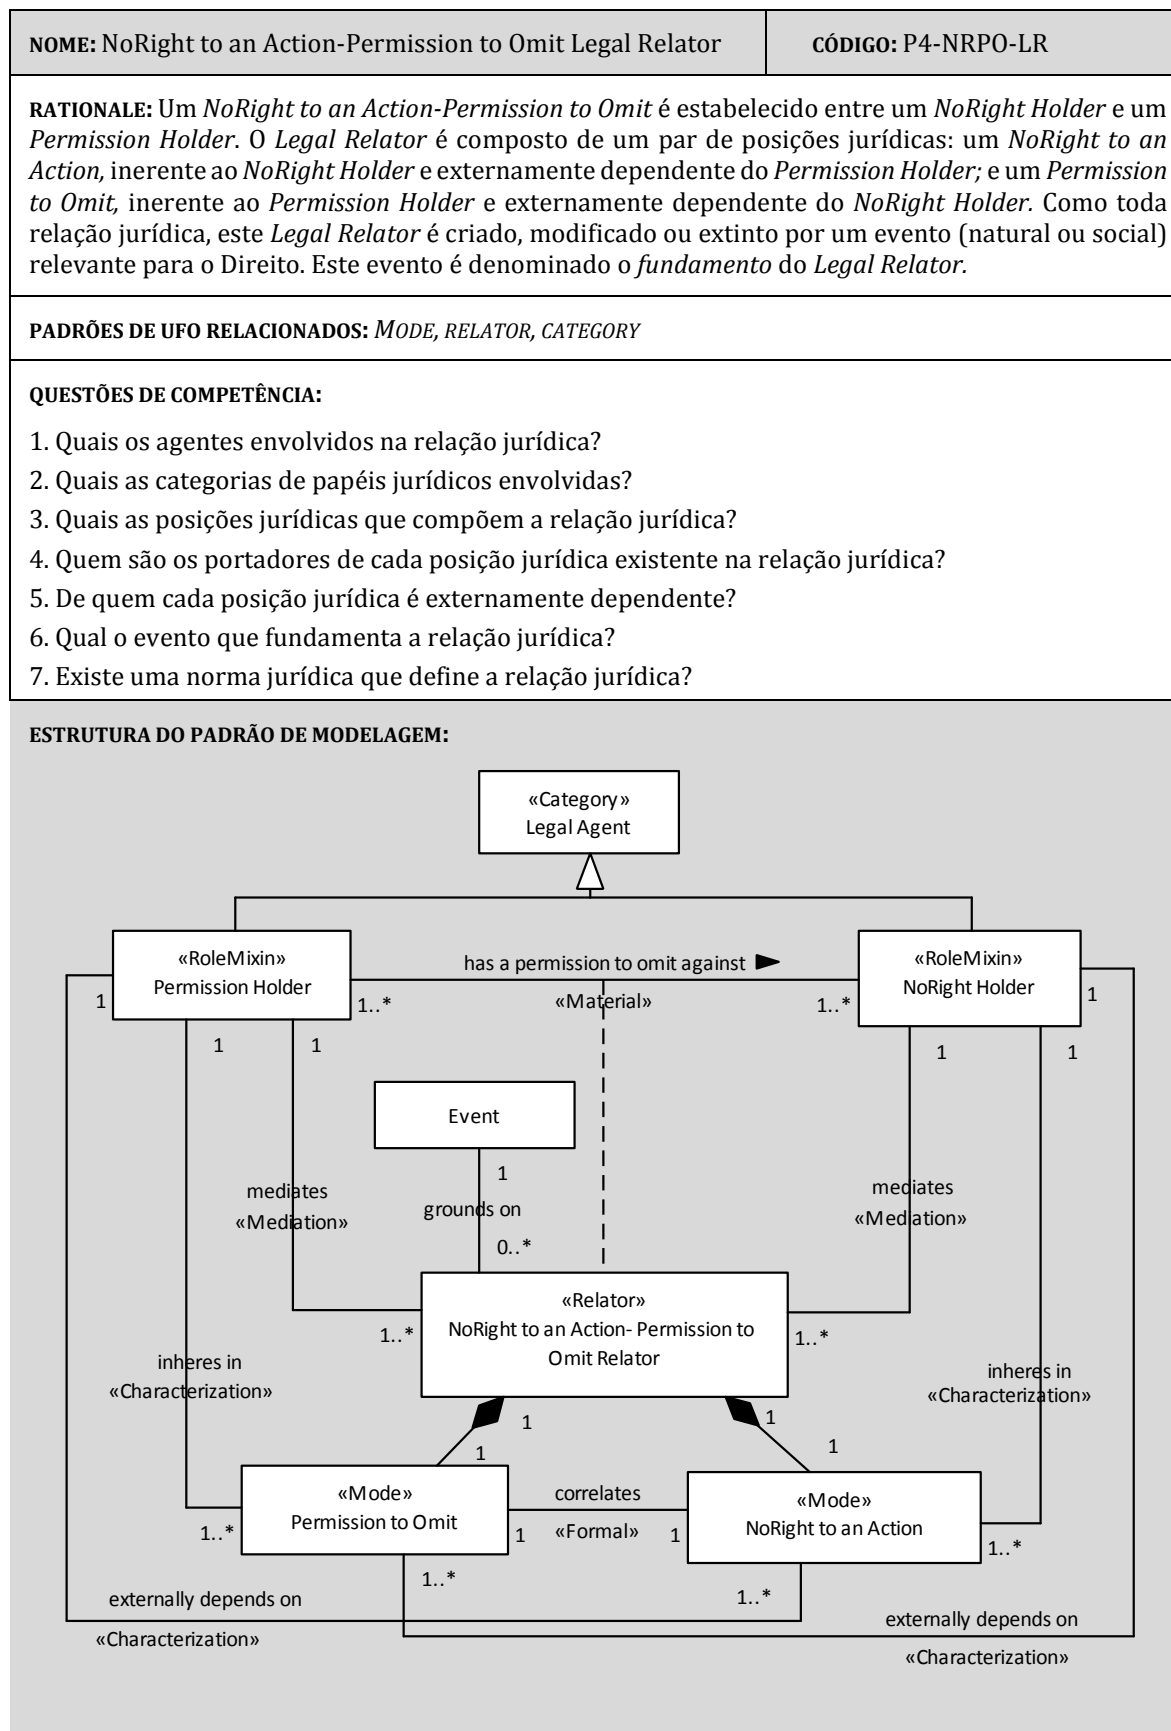 NOME: NoRight to an Action-Permission to Omit Legal Relator
CÓDIGO: P4-NRPO-LR
RATIONALE: Um NoRight to an Action-Permission to Omit é estabelecido entre um NoRight Holder e um
Permission Holder. O Legal Relator é composto de um par de posições jurídicas: um NoRight to an
Action, inerente ao NoRight Holder e externamente dependente do Permission Holder; e um Permission
to Omit, inerente ao Permission Holder e externamente dependente do NoRight Holder. Como toda
relação jurídica, este Legal Relator é criado, modificado ou extinto por um evento (natural ou social)
relevante para o Direito. Este evento é denominado o fundamento do Legal Relator.
PADRÕES DE UFO RELACIONADOS: MODE, RELATOR, CATEGORY
QUESTÕES DE COMPETÊNCIA:
1. Quais os agentes envolvidos na relação jurídica?
2. Quais as categorias de papéis jurídicos envolvidas?
3. Quais as posições jurídicas que compõem a relação jurídica?
4. Quem são os portadores de cada posição jurídica existente na relação jurídica?
5. De quem cada posição jurídica é externamente dependente?
6. Qual o evento que fundamenta a relação jurídica?
7. Existe uma norma jurídica que define a relação jurídica?
ESTRUTURA DO PADRÃO DE MODELAGEM:
«Category»
Legal Agent
«RoleMixin»
Permission Holder
has a permission to omit against
«Material»
«RoleMixin»
NoRight Holder
1
1..*
1..*
1
1
1
1
1
Event
1
grounds on
0..*
mediates
«Mediation»
mediates
«Mediation»
«Relator»
NoRight to an Action- Permission to
Omit Relator
1..*
1..*
inheres in
«Characterization»
inheres in
«Characterization»
1
1
1
1
«Mode»
Permission to Omit
correlates
«Formal»
«Mode»
NoRight to an Action
1..*
1
1
1..*
1..*
1..*
externally depends on
«Characterization»
externally depends on
«Characterization»